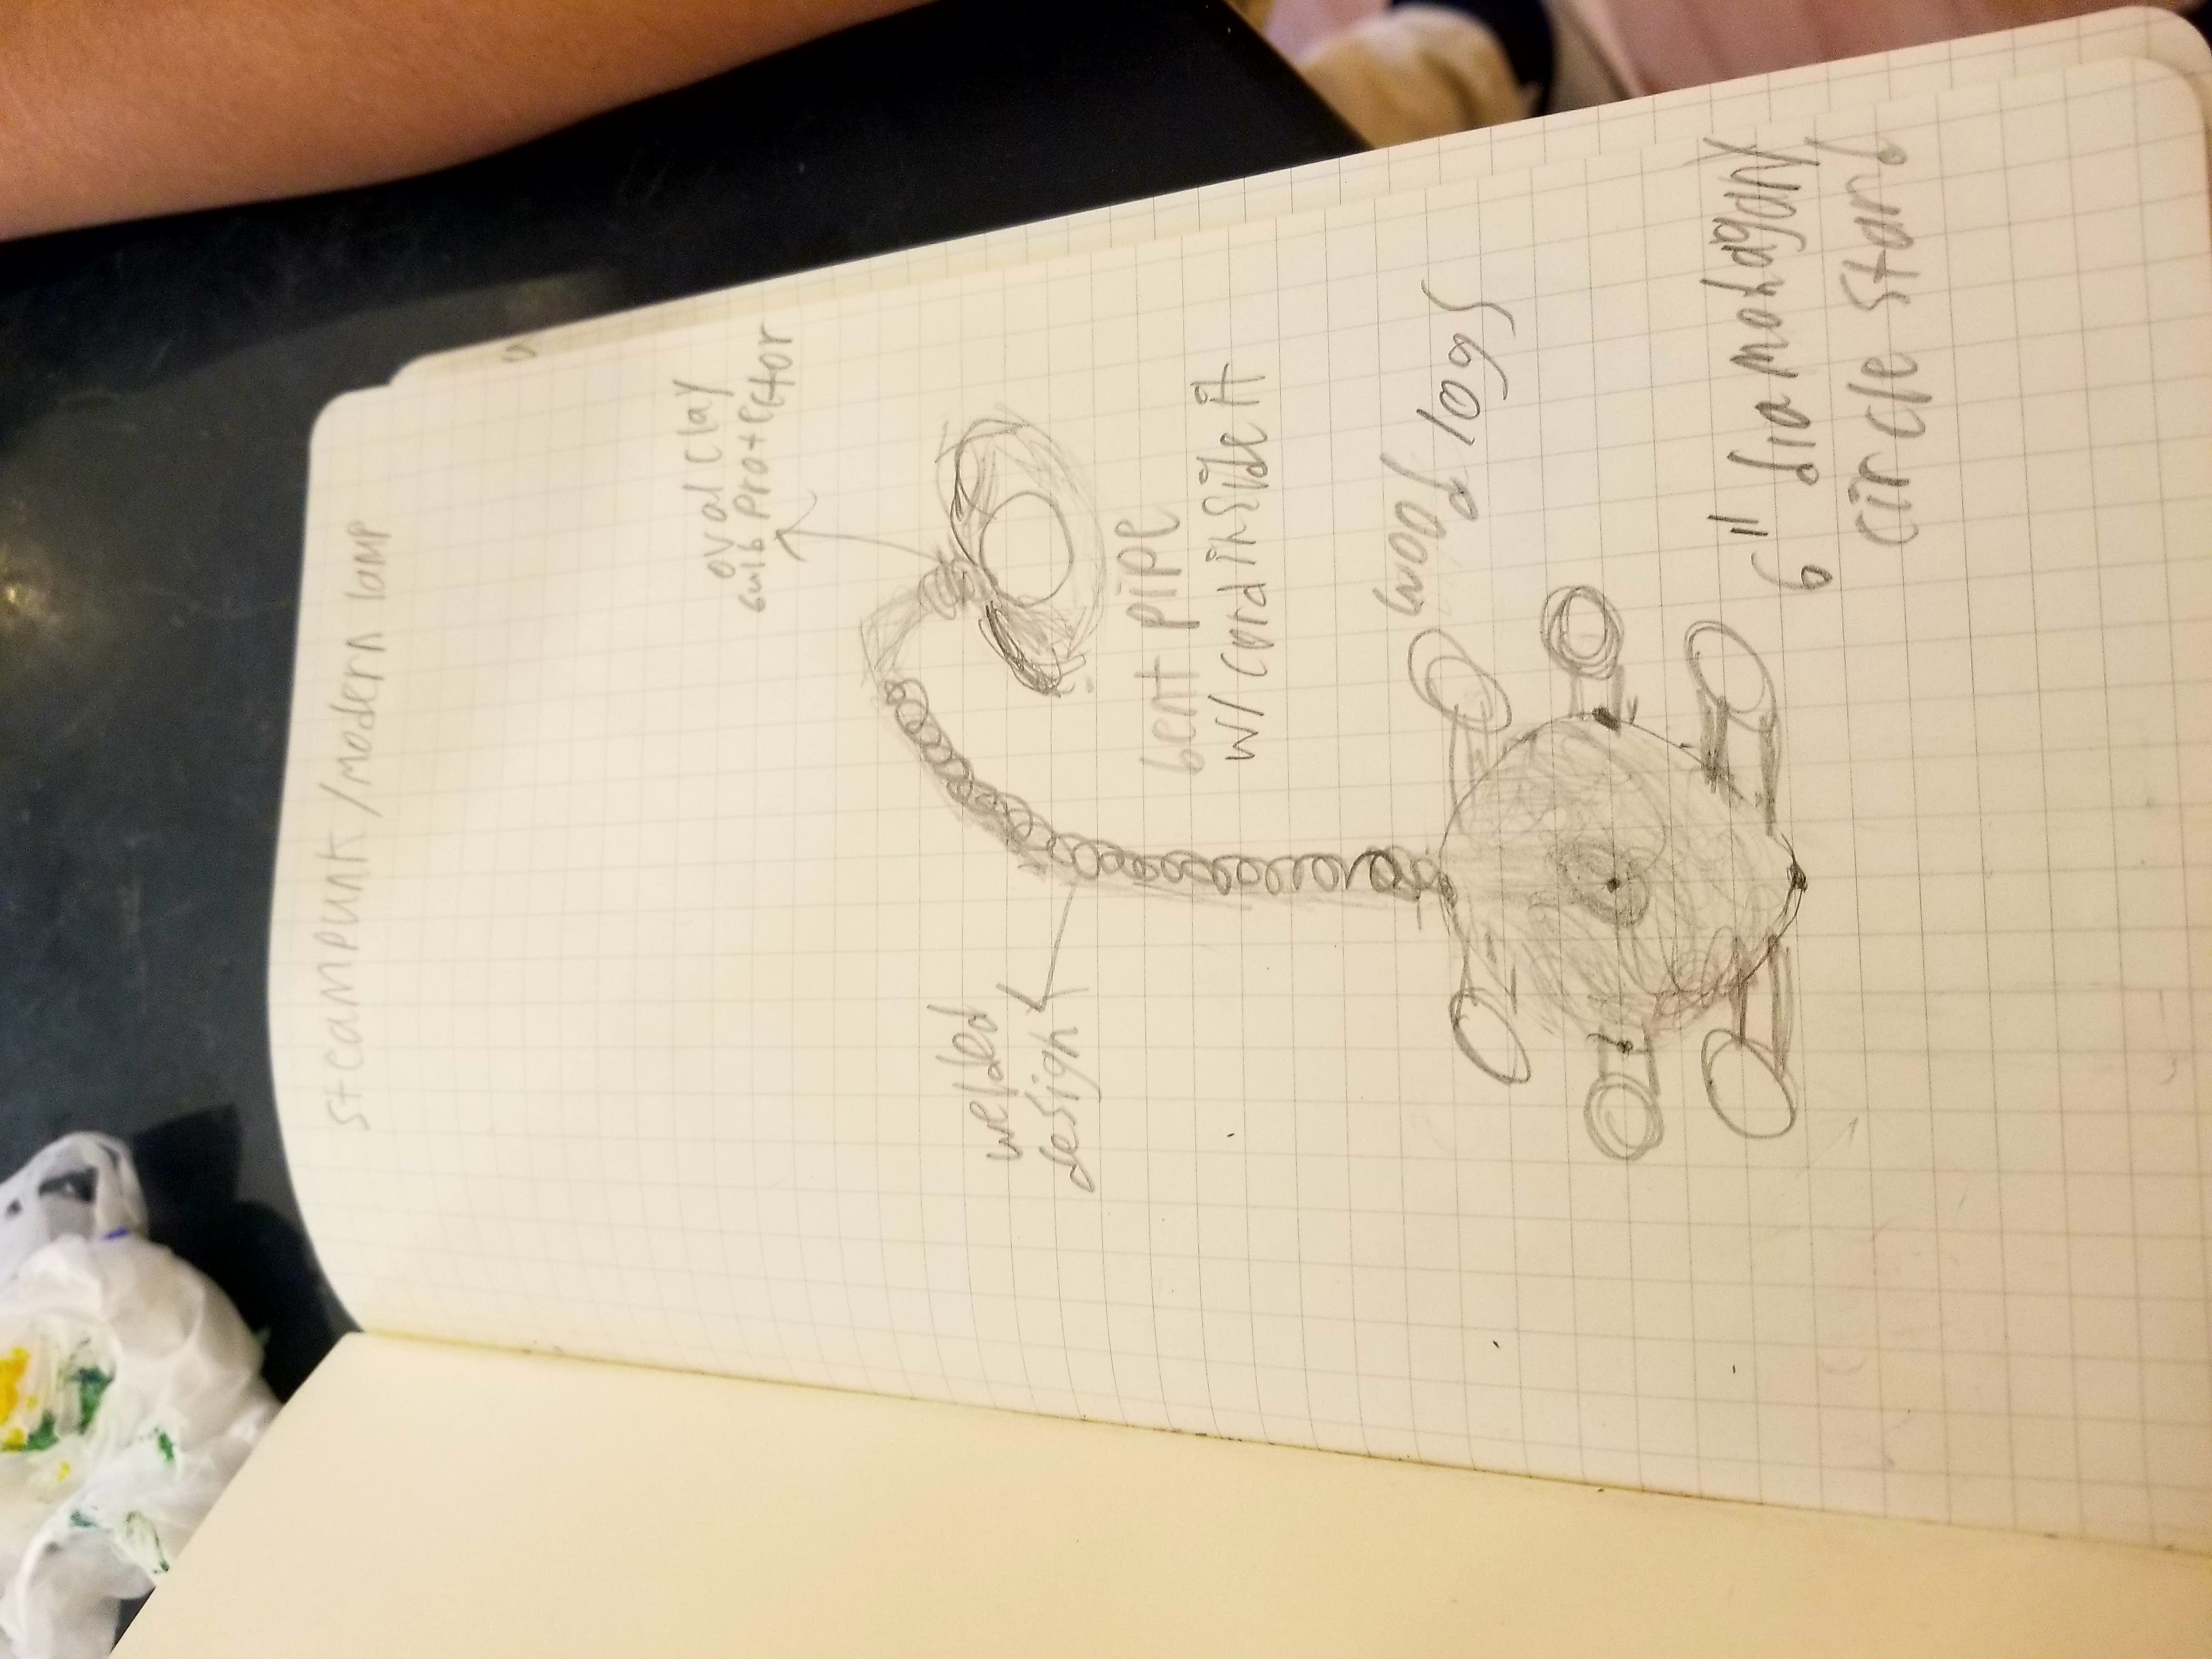 steampunk / modern lamp
oval clay
bulb protector
welded
design
bent pipe
w/ cord inside it
wood logs
6" dia mohagany
circle stand